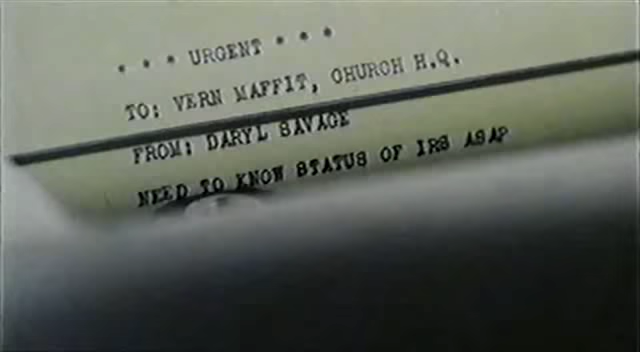 * * * URGENT * * *
TO: VERN MAFFIT, CHURCH H.Q.
FROM: DARYL SAVAGE
NEED TO KNOW STATUS OF IRS ASAP